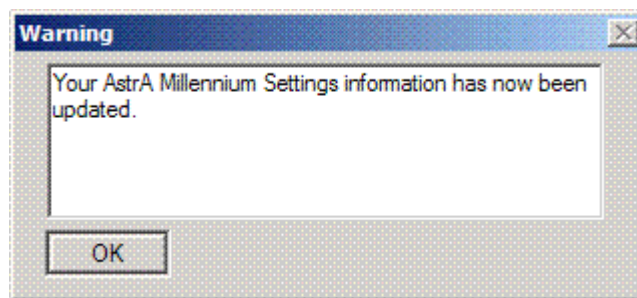 Warning
Your AstrA Millennium Settings information has now been
updated.
OK